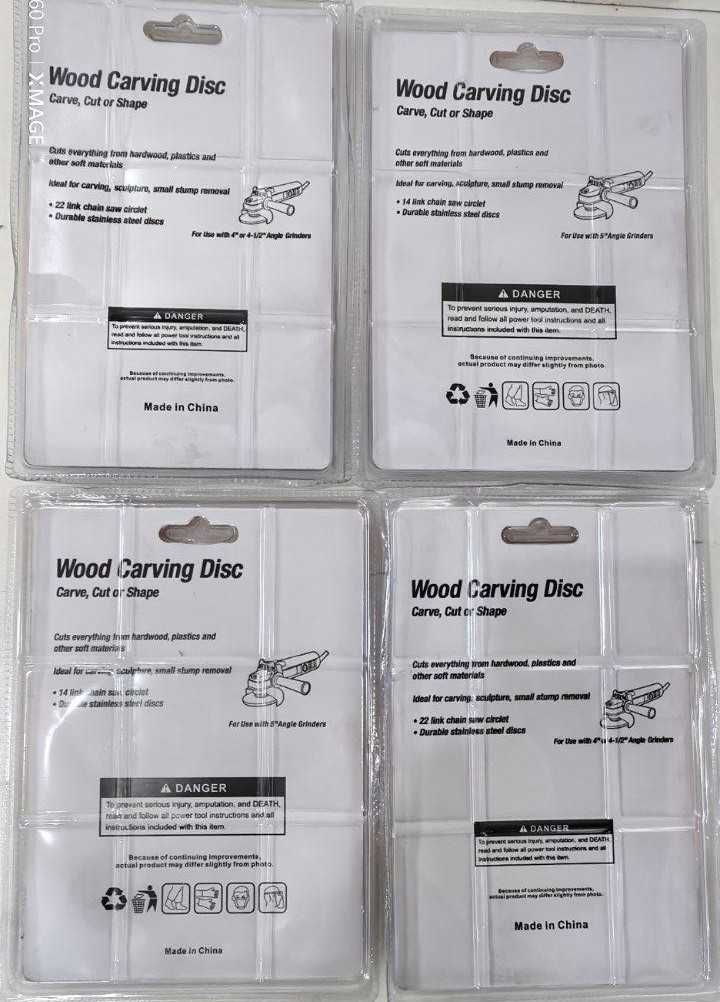 60 Pro | XMAGE
Wood Carving Disc
Carve, Cut or Shape
Cuts everything from hardwood, plastics and
other soft materials
Ideal for carving, sculpture, small stump removal
• 22 link chain saw circlet
• Durable stainless steel discs
For Use with 4" or 4-1/2" Angle Grinders
DANGER
To prevent serious injury, amputation, and DEATH,
read and follow all power tool instructions and all
instructions included with this item.
Because of continuing improvements,
actual product may differ slightly from photo.
Made in China
Wood Carving Disc
Carve, Cut or Shape
Cuts everything from hardwood, plastics and
other soft materials
Ideal for carving, sculpture, small stump removal
• 14 link chain saw circlet
• Durable stainless steel discs
For Use with 5"Angle Grinders
DANGER
To prevent serious injury, amputation, and DEATH,
read and follow all power tool instructions and all
instructions included with this item.
Because of continuing improvements,
actual product may differ slightly from photo.
Made in China
Wood Carving Disc
Carve, Cut or Shape
Cuts everything from hardwood, plastics and
other soft materials
Ideal for carving, sculpture, small stump removal
• 14 link chain saw circlet
• Durable stainless steel discs
For Use with 5"Angle Grinders
DANGER
To prevent serious injury, amputation, and DEATH,
read and follow all power tool instructions and all
instructions included with this item.
Because of continuing improvements,
actual product may differ slightly from photo.
Made in China
Wood Carving Disc
Carve, Cut or Shape
Cuts everything from hardwood, plastics and
other soft materials
Ideal for carving, sculpture, small stump removal
• 22 link chain saw circlet
• Durable stainless steel discs
For Use with 4" or 4-1/2" Angle Grinders
DANGER
To prevent serious injury, amputation, and DEATH,
read and follow all power tool instructions and all
instructions included with this item.
Because of continuing improvements,
actual product may differ slightly from photo.
Made in China